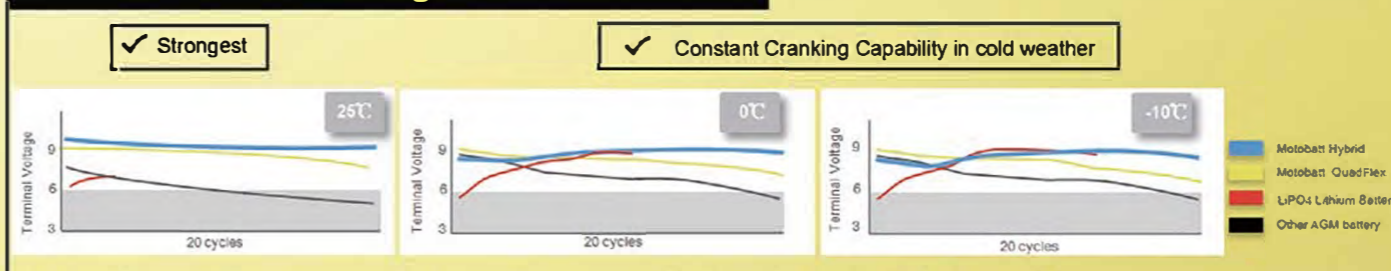 ✓ Strongest
✓ Constant Cranking Capability in cold weather
25℃
Terminal Voltage
9
6
3
20 cycles
0℃
Terminal Voltage
9
6
3
20 cycles
-10℃
Terminal Voltage
9
6
3
20 cycles
Motobatt Hybrid
Motobatt QuadFlex
LiPO4 Lithium Batter
Other AGM battery